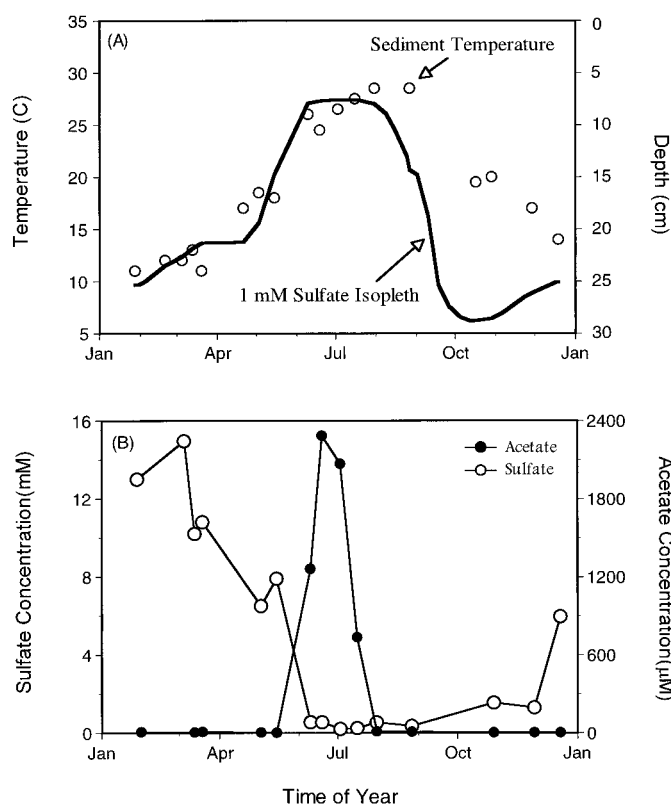 (A)
Sediment Temperature
1 mM Sulfate Isopleth
Temperature (C)
35
30
25
20
15
10
5
Depth (cm)
0
5
10
15
20
25
30
Jan Apr Jul Oct Jan
(B)
Acetate
Sulfate
Sulfate Concentration(mM)
16
12
8
4
0
Acetate Concentration(μM)
2400
1800
1200
600
0
Jan Apr Jul Oct Jan
Time of Year